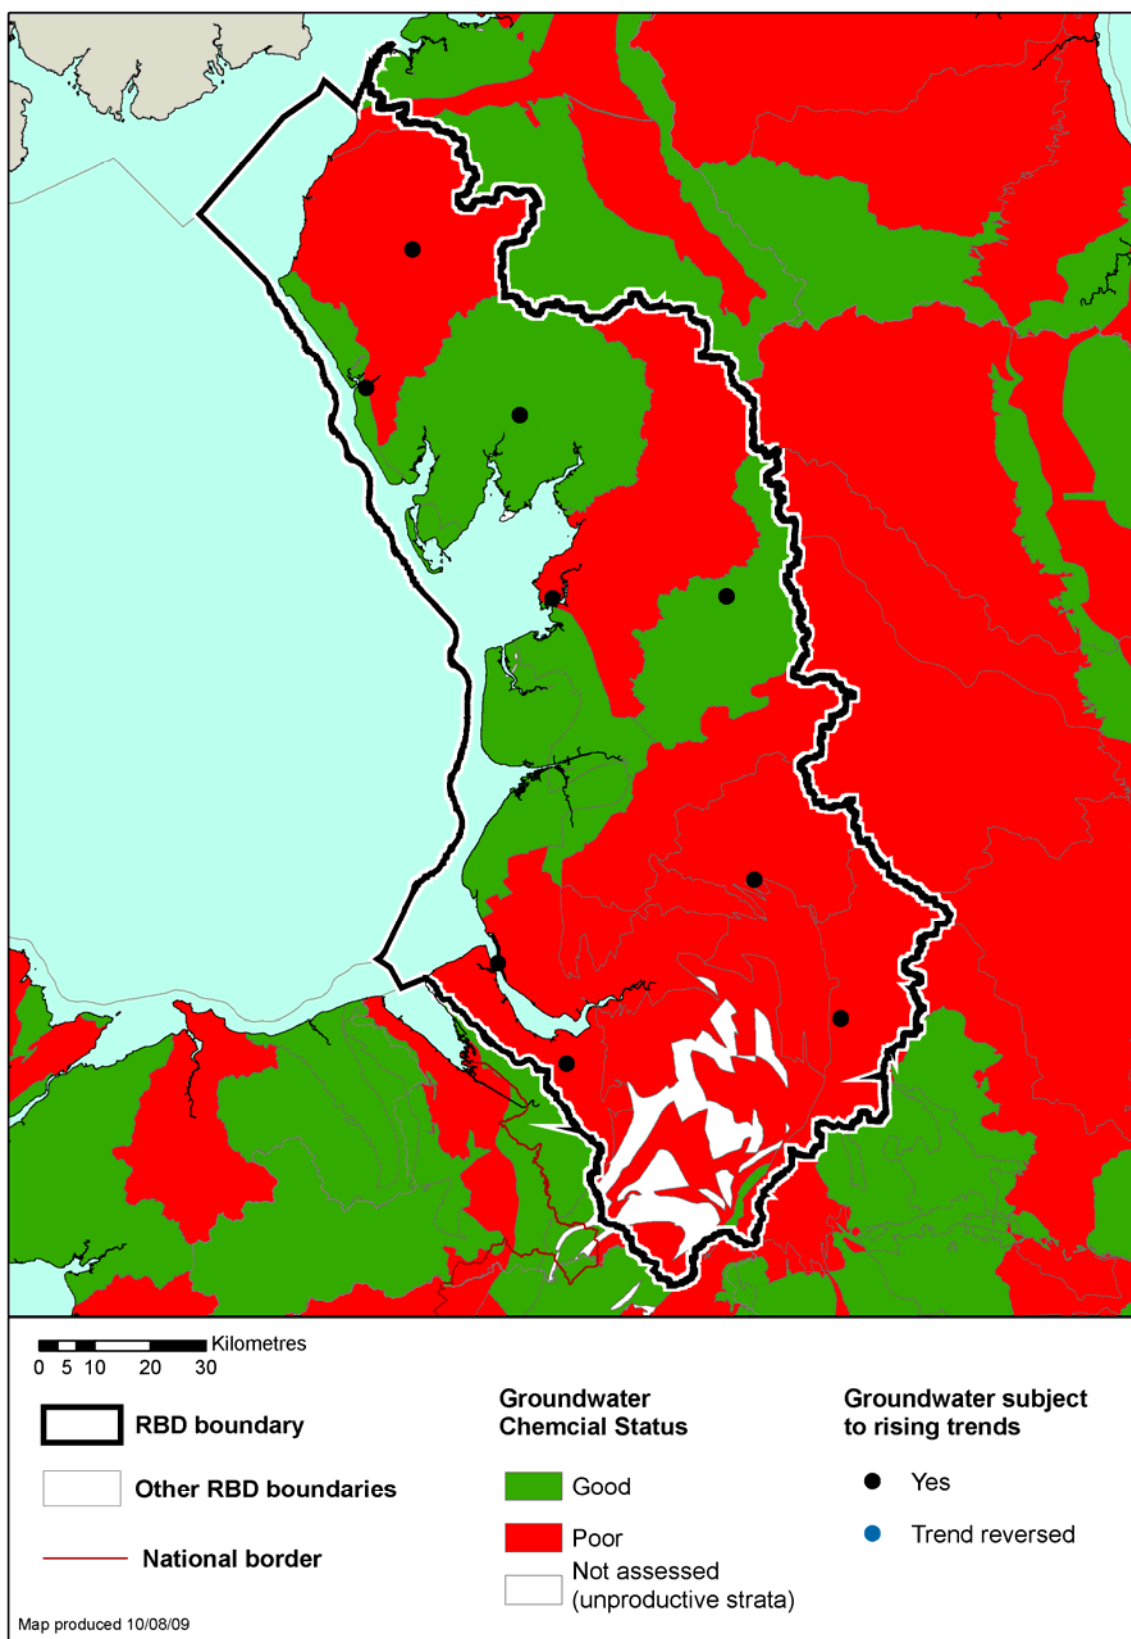 Kilometres
0 5 10 20 30
RBD boundary
Other RBD boundaries
National border
Map produced 10/08/09
Groundwater
Chemcial Status
Good
Poor
Not assessed
(unproductive strata)
Groundwater subject
to rising trends
Yes
Trend reversed